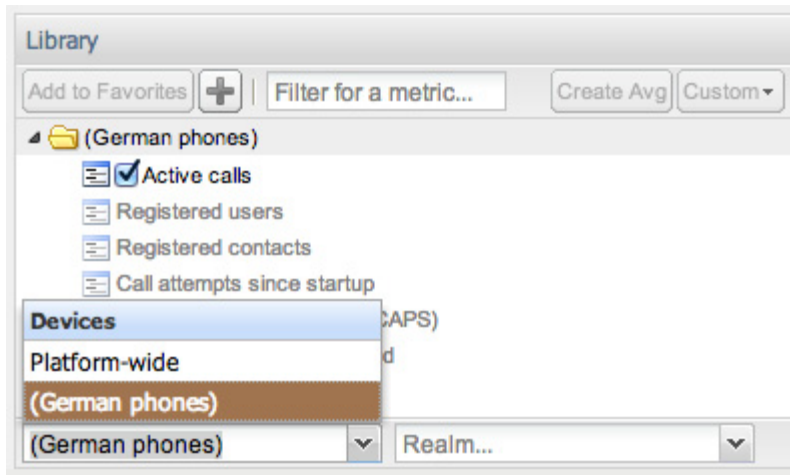 Library
Add to Favorites | Filter for a metric... Create Avg Custom
(German phones)
Active calls
Registered users
Registered contacts
Call attempts since startup
Devices
CAPS)
Platform-wide
(German phones)
(German phones) Realm...